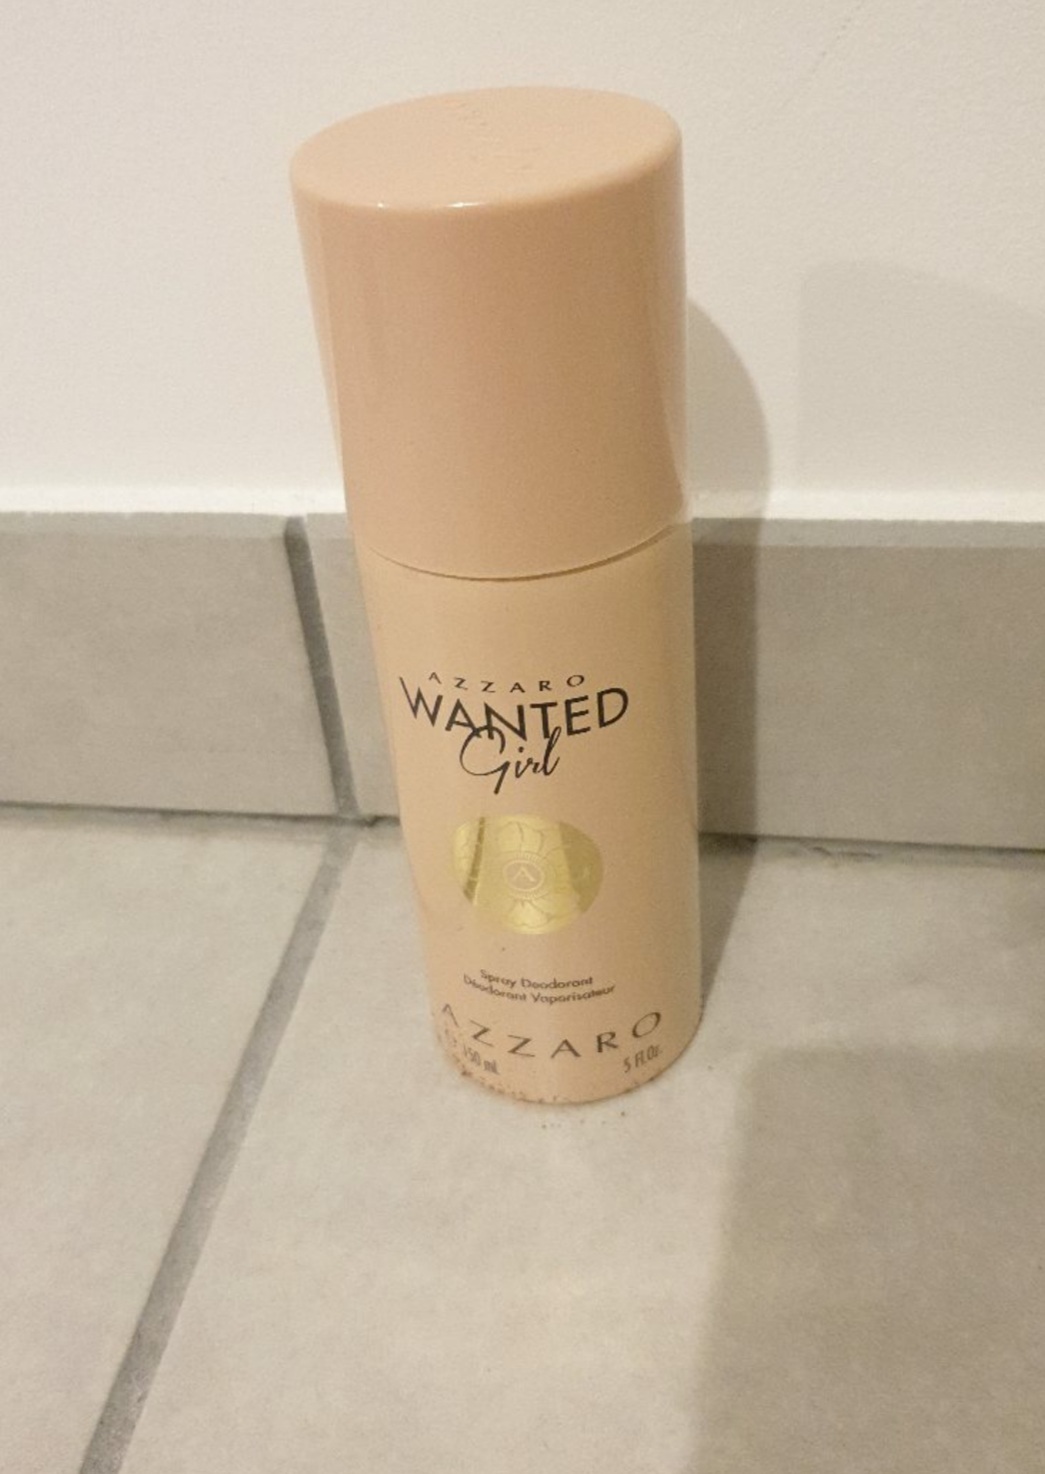 AZZARO
WANTED
Girl
A
Spray Deodorant
Déodorant Vaporisateur
AZZARO
150 ml 5 Fl.Oz.